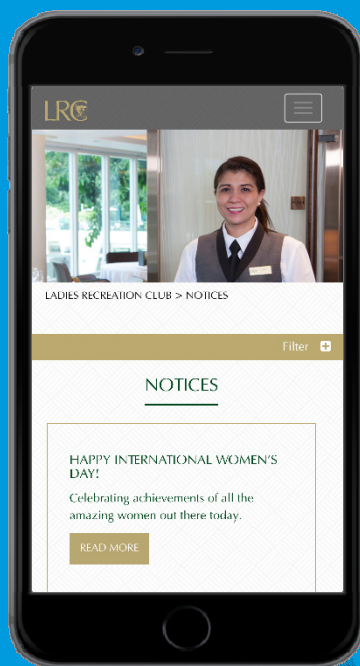 LRC
LADIES RECREATION CLUB > NOTICES
Filter
NOTICES
HAPPY INTERNATIONAL WOMEN'S
DAY!
Celebrating achievements of all the
amazing women out there today.
READ MORE